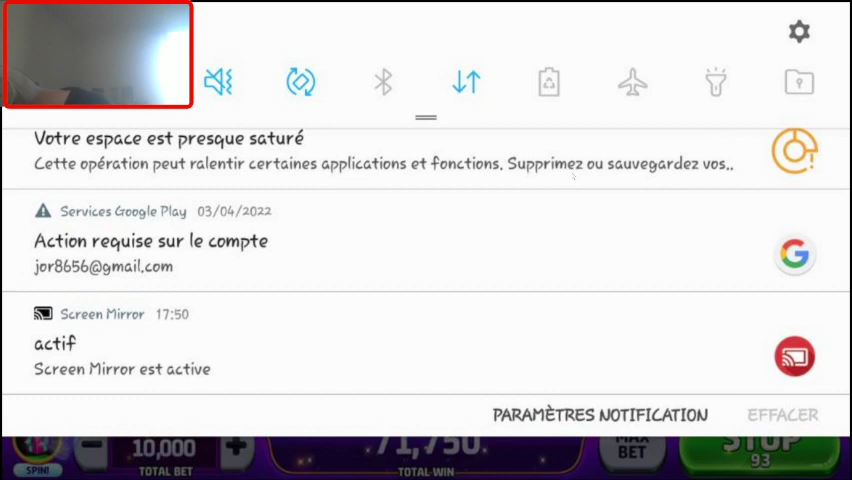 Votre espace est presque saturé
Cette opération peut ralentir certaines applications et fonctions. Supprimez ou sauvegardez vos..
Services Google Play 03/04/2022
Action requise sur le compte
jor8656@gmail.com
Screen Mirror 17:50
actif
Screen Mirror est active
PARAMÈTRES NOTIFICATION EFFACER
10,000 71,750 MAX STOP
SPIN! TOTAL BET TOTAL WIN BET 93